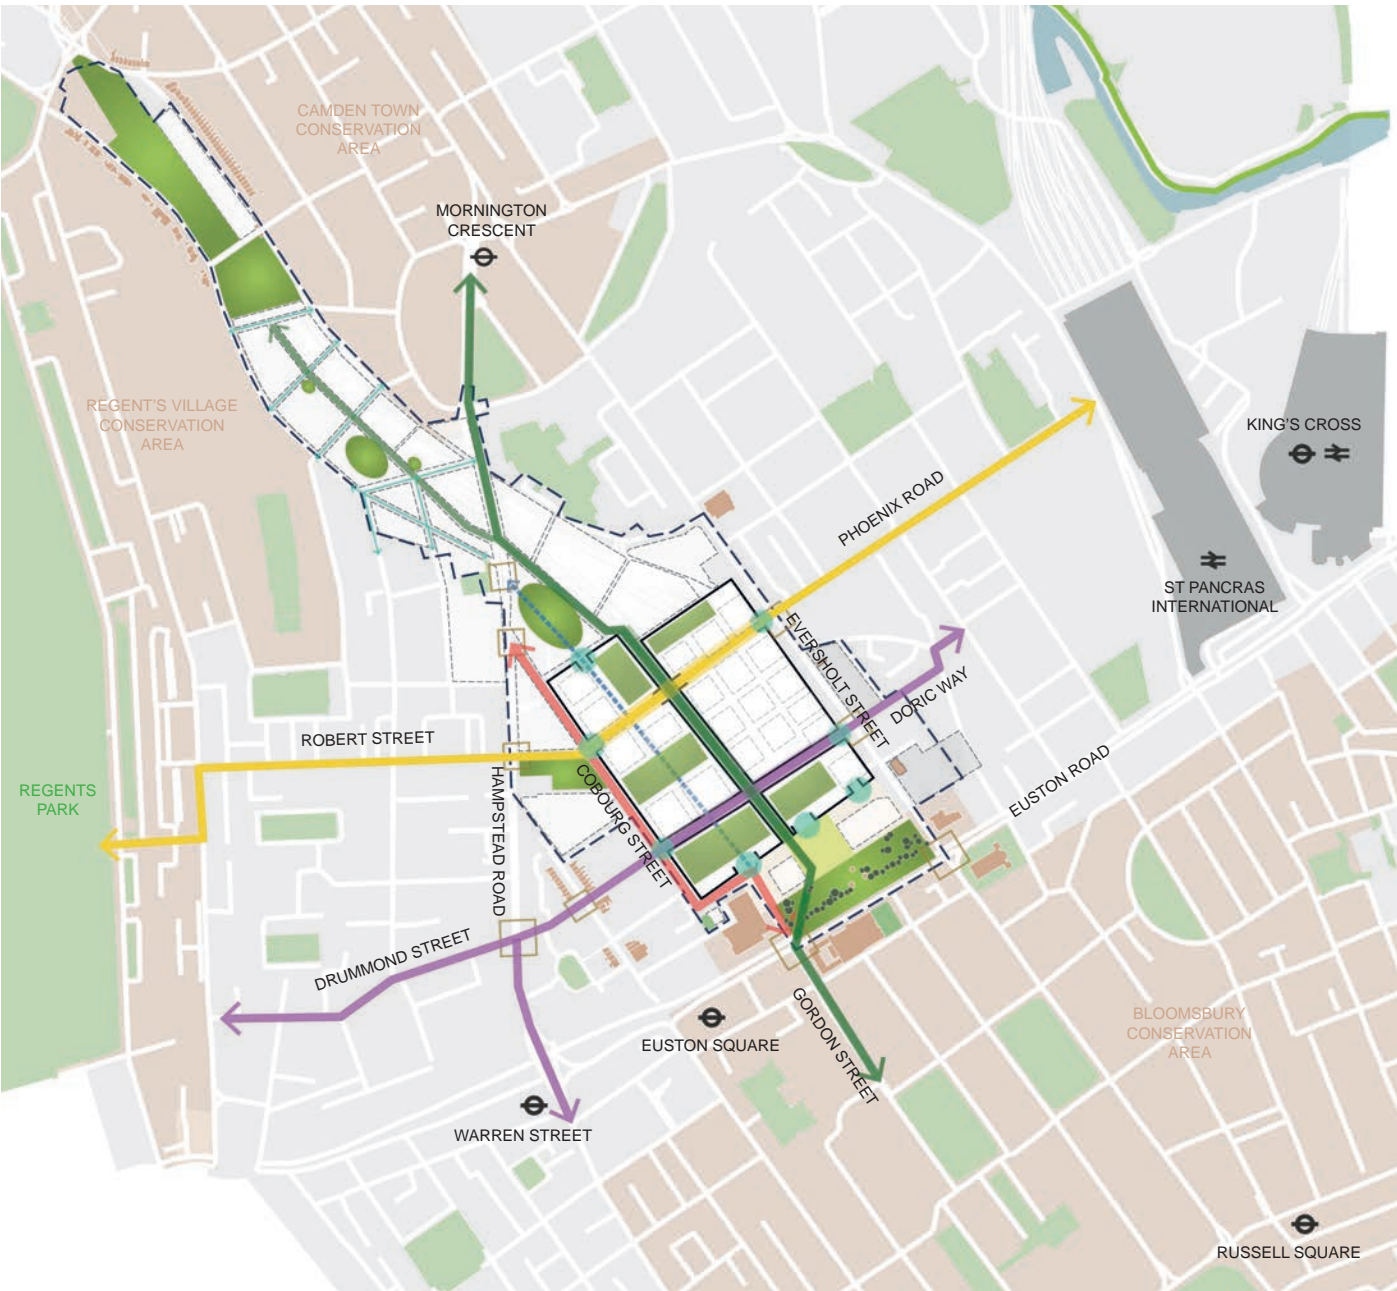 CAMDEN TOWN
CONSERVATION
AREA
MORNINGTON
CRESCENT
REGENT'S VILLAGE
CONSERVATION
AREA
KING'S CROSS
PHOENIX ROAD
ST PANCRAS
INTERNATIONAL
EVERSHOLT STREET
DORIC WAY
ROBERT STREET
EUSTON ROAD
REGENTS
PARK
HAMPSTEAD ROAD
COBOURG STREET
DRUMMOND STREET
GORDON STREET
EUSTON SQUARE
BLOOMSBURY
CONSERVATION
AREA
WARREN STREET
RUSSELL SQUARE